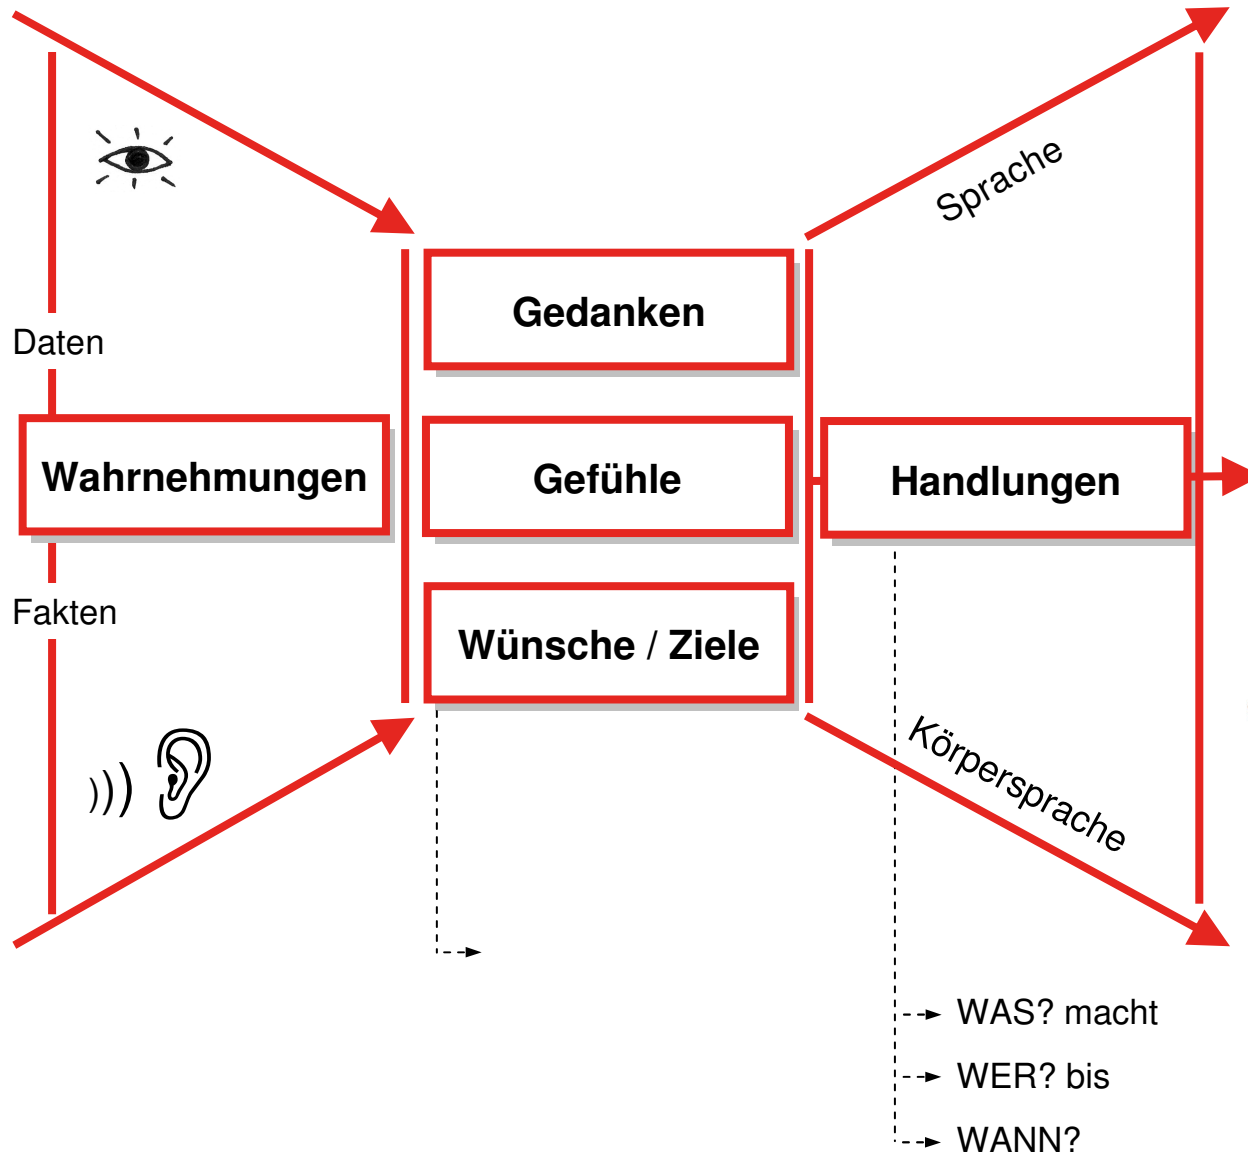 Sprache
Gedanken
Daten
Wahrnehmungen
Gefühle
Handlungen
Fakten
Wünsche / Ziele
Körpersprache
WAS? macht
WER? bis
WANN?